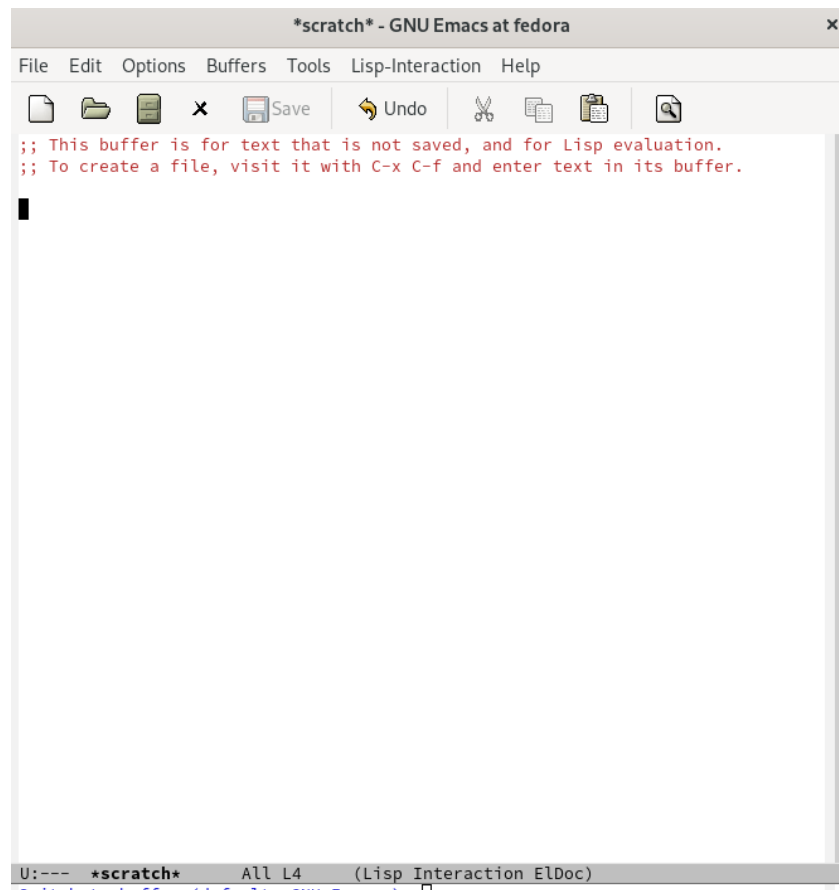 *scratch* - GNU Emacs at fedora
File Edit Options Buffers Tools Lisp-Interaction Help
Save Undo
;; This buffer is for text that is not saved, and for Lisp evaluation.
;; To create a file, visit it with C-x C-f and enter text in its buffer.
U:--- *scratch* All L4 (Lisp Interaction ElDoc)